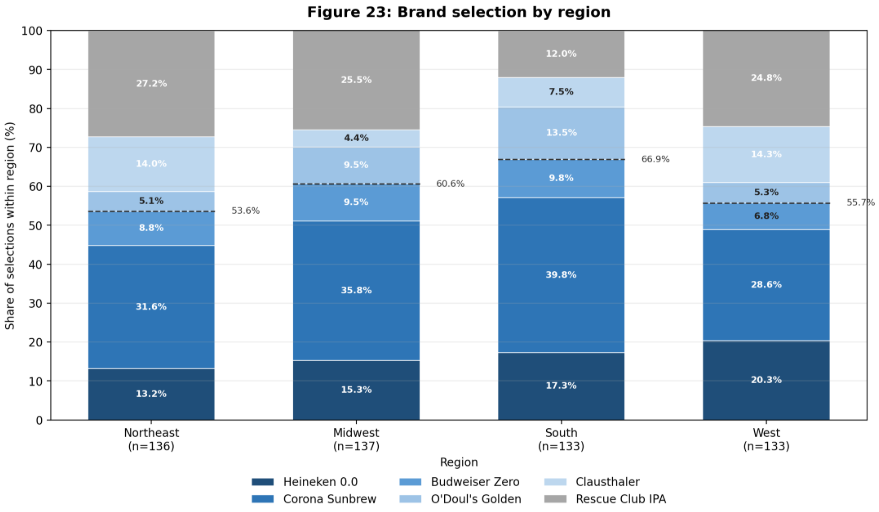 Figure 23: Brand selection by region
Share of selections within region (%)
100
90
80
70
60
50
40
30
20
10
0
27.2%
14.0%
5.1%
53.6%
8.8%
31.6%
13.2%
25.5%
4.4%
9.5%
60.6%
9.5%
35.8%
15.3%
12.0%
7.5%
13.5%
66.9%
9.8%
39.8%
17.3%
24.8%
14.3%
5.3%
55.7%
6.8%
28.6%
20.3%
Northeast
(n=136)
Midwest
(n=137)
South
(n=133)
West
(n=133)
Region
Heineken 0.0
Corona Sunbrew
Budweiser Zero
O'Doul's Golden
Clausthaler
Rescue Club IPA